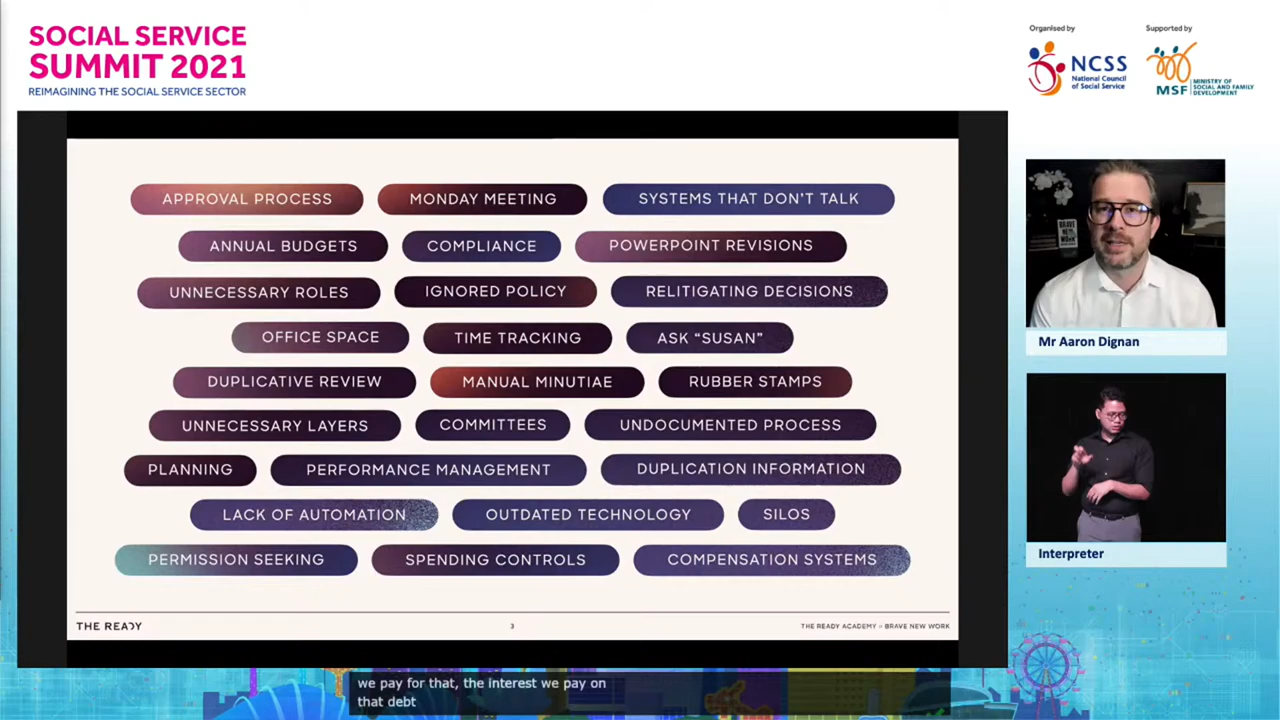 SOCIAL SERVICE
SUMMIT 2021
REIMAGINING THE SOCIAL SERVICE SECTOR
Organised by
NCSS
National Council
of Social Service
Supported by
MSF
MINISTRY OF
SOCIAL AND FAMILY
DEVELOPMENT
APPROVAL PROCESS MONDAY MEETING SYSTEMS THAT DON'T TALK
ANNUAL BUDGETS COMPLIANCE POWERPOINT REVISIONS
UNNECESSARY ROLES IGNORED POLICY RELITIGATING DECISIONS
OFFICE SPACE TIME TRACKING ASK “SUSAN”
DUPLICATIVE REVIEW MANUAL MINUTIAE RUBBER STAMPS
UNNECESSARY LAYERS COMMITTEES UNDOCUMENTED PROCESS
PLANNING PERFORMANCE MANAGEMENT DUPLICATION INFORMATION
LACK OF AUTOMATION OUTDATED TECHNOLOGY SILOS
PERMISSION SEEKING SPENDING CONTROLS COMPENSATION SYSTEMS
THE READY 3 THE READY ACADEMY – BRAVE NEW WORK
BRAVE
NEW
WORK
Mr Aaron Dignan
Interpreter
we pay for that, the interest we pay on
that debt